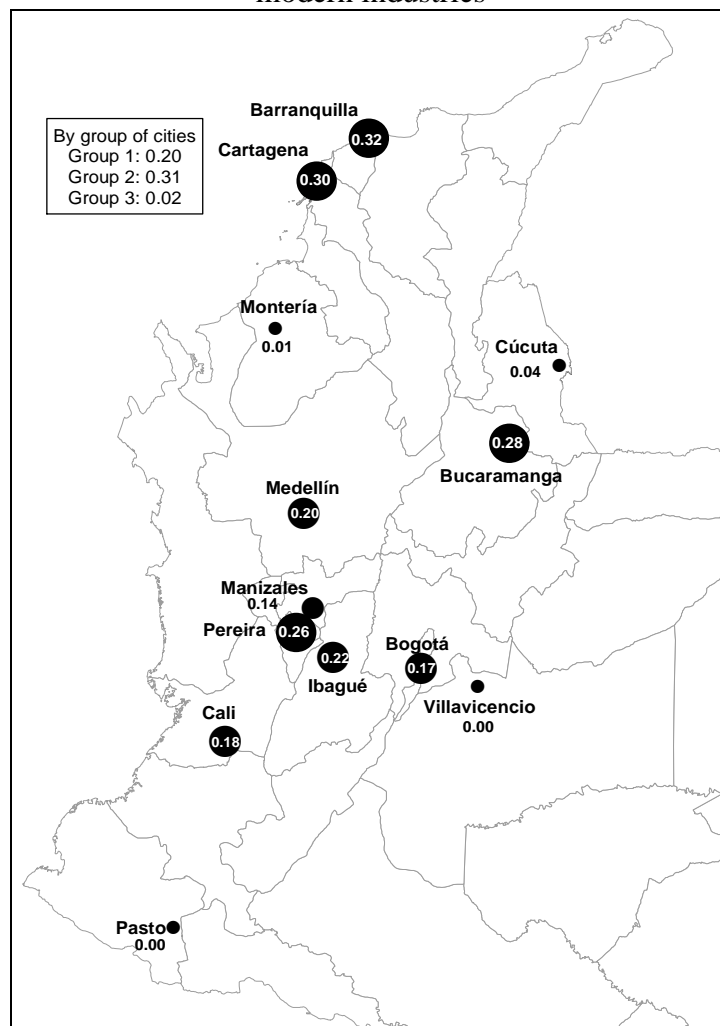 modern industries
Barranquilla
0.32
By group of cities
Group 1: 0.20
Group 2: 0.31
Group 3: 0.02
Cartagena
0.30
Montería
0.01
Cúcuta
0.04
0.28
Bucaramanga
Medellín
0.20
Manizales
0.14
Pereira
0.26
Bogotá
0.17
0.22
Ibagué
Villavicencio
0.00
Cali
0.18
Pasto
0.00